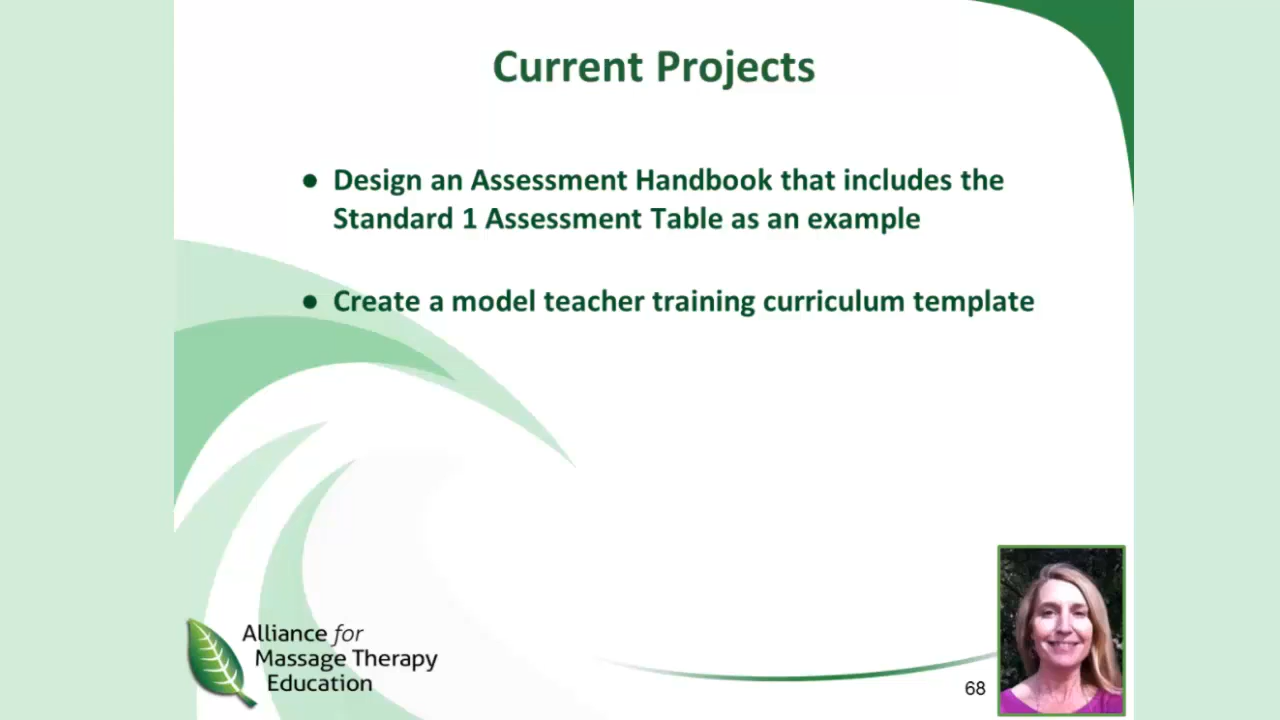 Current Projects
● Design an Assessment Handbook that includes the
Standard 1 Assessment Table as an example
● Create a model teacher training curriculum template
Alliance for
Massage Therapy
Education
68